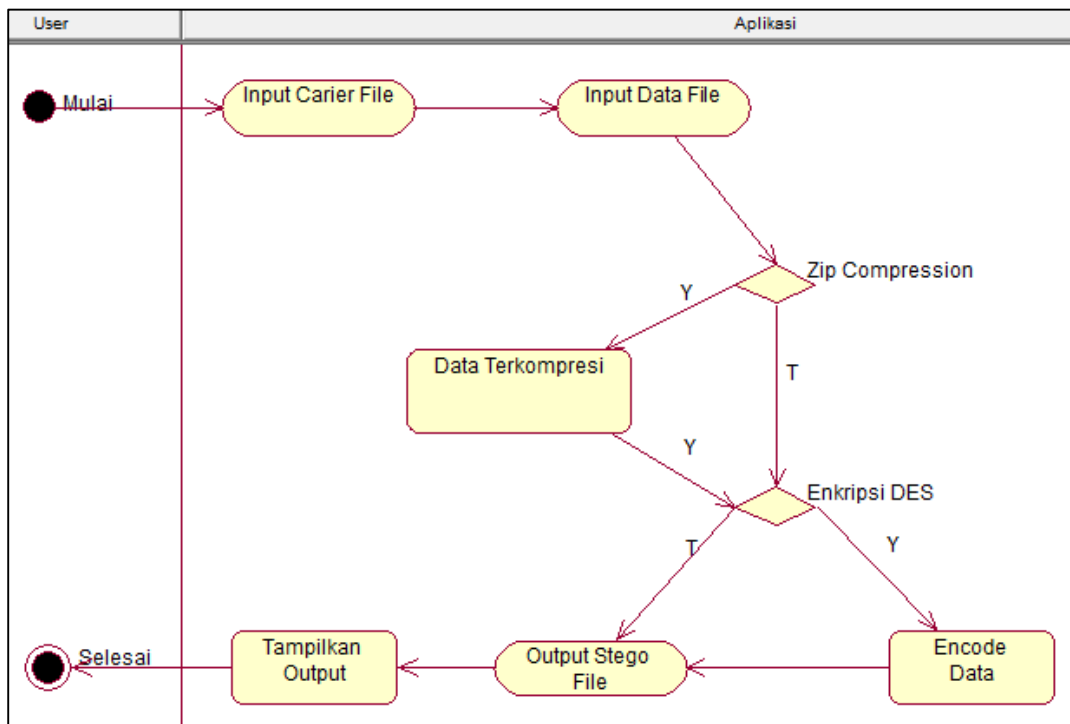 User
Aplikasi
Mulai
Input Carier File
Input Data File
Zip Compression
Y
Data Terkompresi
T
Y
Enkripsi DES
T
Y
Selesai
Tampilkan
Output
Output Stego
File
Encode
Data